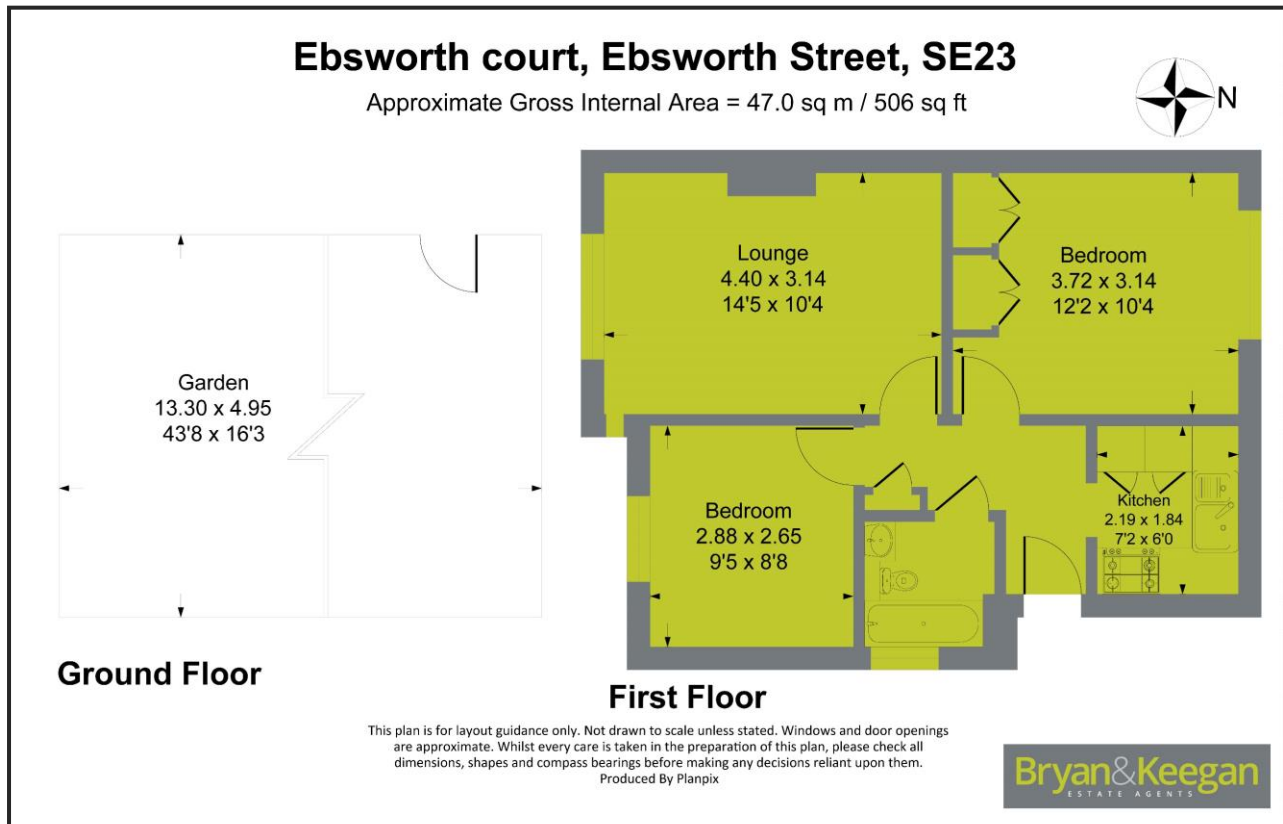 Ebsworth court, Ebsworth Street, SE23
Approximate Gross Internal Area = 47.0 sq m / 506 sq ft
N
Lounge
4.40 x 3.14
14'5 x 10'4
Bedroom
3.72 x 3.14
12'2 x 10'4
Garden
13.30 x 4.95
43'8 x 16'3
Bedroom
2.88 x 2.65
9'5 x 8'8
Kitchen
2.19 x 1.84
7'2 x 6'0
Ground Floor
First Floor
This plan is for layout guidance only. Not drawn to scale unless stated. Windows and door openings
are approximate. Whilst every care is taken in the preparation of this plan, please check all
dimensions, shapes and compass bearings before making any decisions reliant upon them.
Produced By Planpix
Bryan&Keegan
ESTATE AGENTS